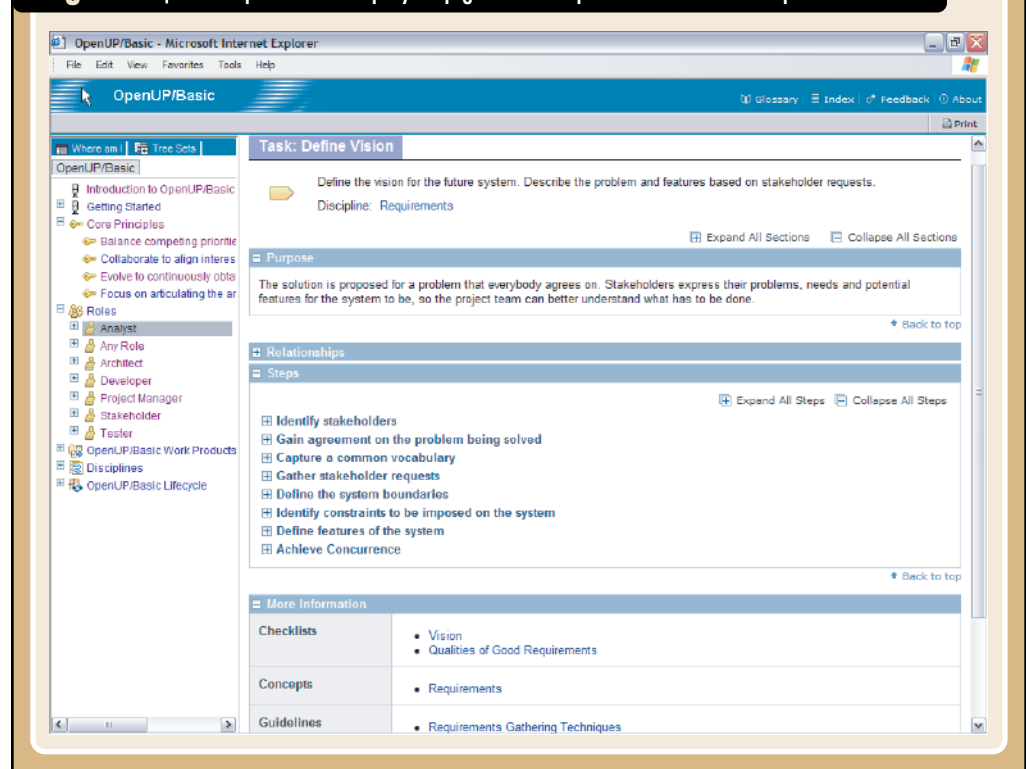 OpenUP/Basic - Microsoft Internet Explorer
File Edit View Favorites Tools Help
OpenUP/Basic
Glossary Index Feedback About
Print
Where am I Tree Sets
OpenUP/Basic
Introduction to OpenUP/Basic
Getting Started
Core Principles
Balance competing prioritie
Collaborate to align interes
Evolve to continuously obtai
Focus on articulating the ar
Roles
Analyst
Any Role
Architect
Developer
Project Manager
Stakeholder
Tester
OpenUP/Basic Work Products
Disciplines
OpenUP/Basic Lifecycle
Task: Define Vision
Define the vision for the future system. Describe the problem and features based on stakeholder requests.
Discipline: Requirements
Expand All Sections Collapse All Sections
Purpose
The solution is proposed for a problem that everybody agrees on. Stakeholders express their problems, needs and potential
features for the system to be, so the project team can better understand what has to be done.
Back to top
Relationships
Steps
Expand All Steps Collapse All Steps
Identify stakeholders
Gain agreement on the problem being solved
Capture a common vocabulary
Gather stakeholder requests
Define the system boundaries
Identify constraints to be imposed on the system
Define features of the system
Achieve Concurrence
Back to top
More Information
Checklists
• Vision
• Qualities of Good Requirements
Concepts
• Requirements
Guidelines
• Requirements Gathering Techniques